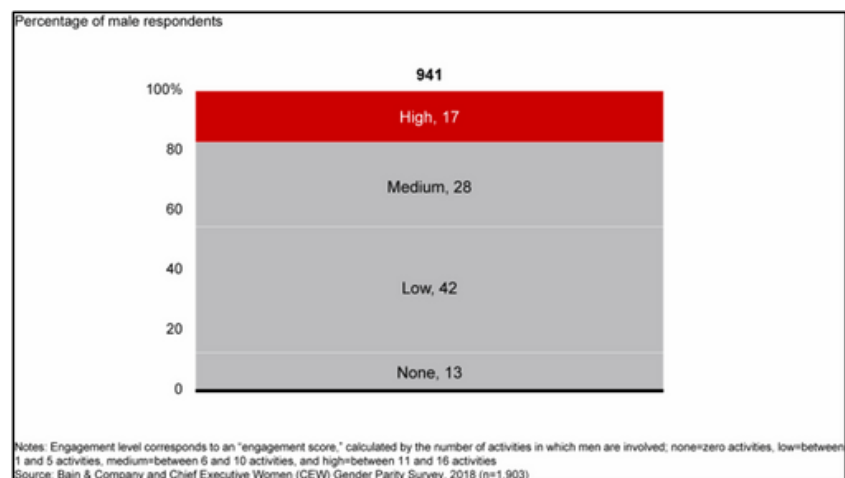 Percentage of male respondents
941
100%
High, 17
80
Medium, 28
60
40
Low, 42
20
None, 13
0
Notes: Engagement level corresponds to an "engagement score," calculated by the number of activities in which men are involved; none=zero activities, low=between
1 and 5 activities, medium=between 6 and 10 activities, and high=between 11 and 16 activities
Source: Bain & Company and Chief Executive Women (CEW) Gender Parity Survey, 2018 (n=1,903)